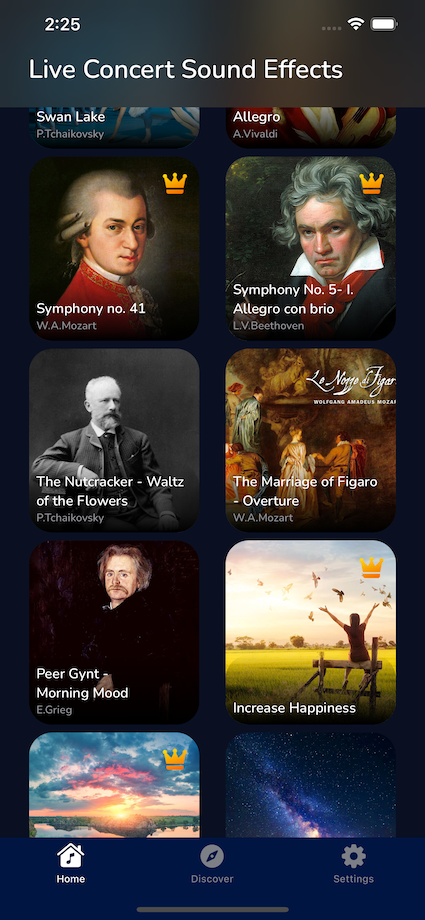 2:25
Live Concert Sound Effects
Swan Lake
P.Tchaikovsky
Allegro
A.Vivaldi
Symphony no. 41
W.A.Mozart
Symphony No. 5- I.
Allegro con brio
L.V.Beethoven
The Nutcracker - Waltz
of the Flowers
P.Tchaikovsky
Le Nozze di Figar
WOLFGANG AMADEUS MOZAR
The Marriage of Figaro
- Overture
W.A.Mozart
Peer Gynt -
Morning Mood
E.Grieg
Increase Happiness
Home
Discover
Settings